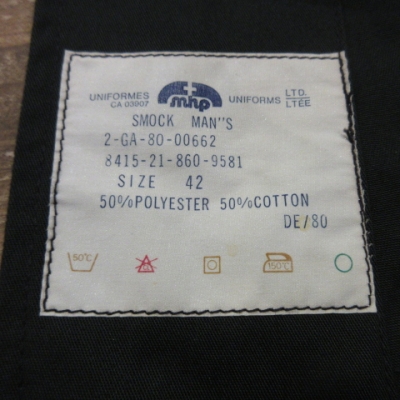 UNIFORMES mhp UNIFORMS LTD.
CA 03907 LTÉE
SMOCK MAN"S
2-GA-80-00662
8415-21-860-9581
SIZE 42
50%POLYESTER 50%COTTON
DE/80
50°C 150°C